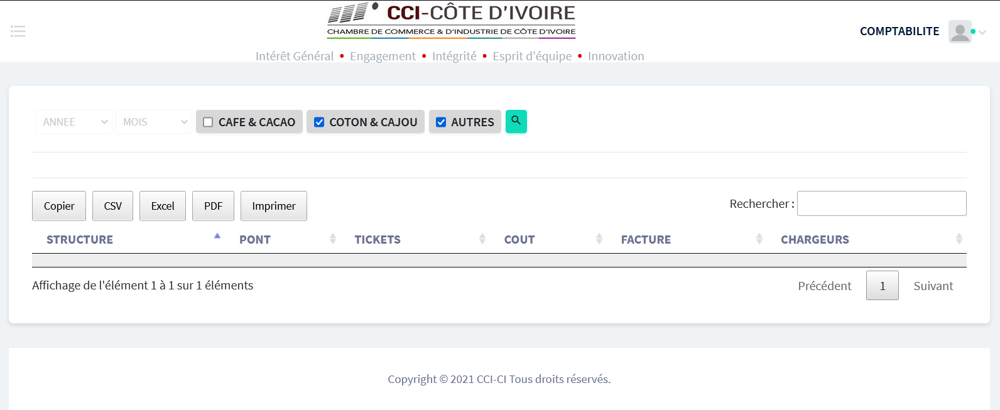 CCI-CÔTE D'IVOIRE
CHAMBRE DE COMMERCE & D'INDUSTRIE DE CÔTE D'IVOIRE
COMPTABILITE
Intérêt Général • Engagement • Intégrité • Esprit d'équipe • Innovation
ANNEE MOIS CAFE & CACAO COTON & CAJOU AUTRES
Copier CSV Excel PDF Imprimer Rechercher :
STRUCTURE PONT TICKETS COUT FACTURE CHARGEURS
Affichage de l'élément 1 à 1 sur 1 éléments Précédent 1 Suivant
Copyright © 2021 CCI-CI Tous droits réservés.